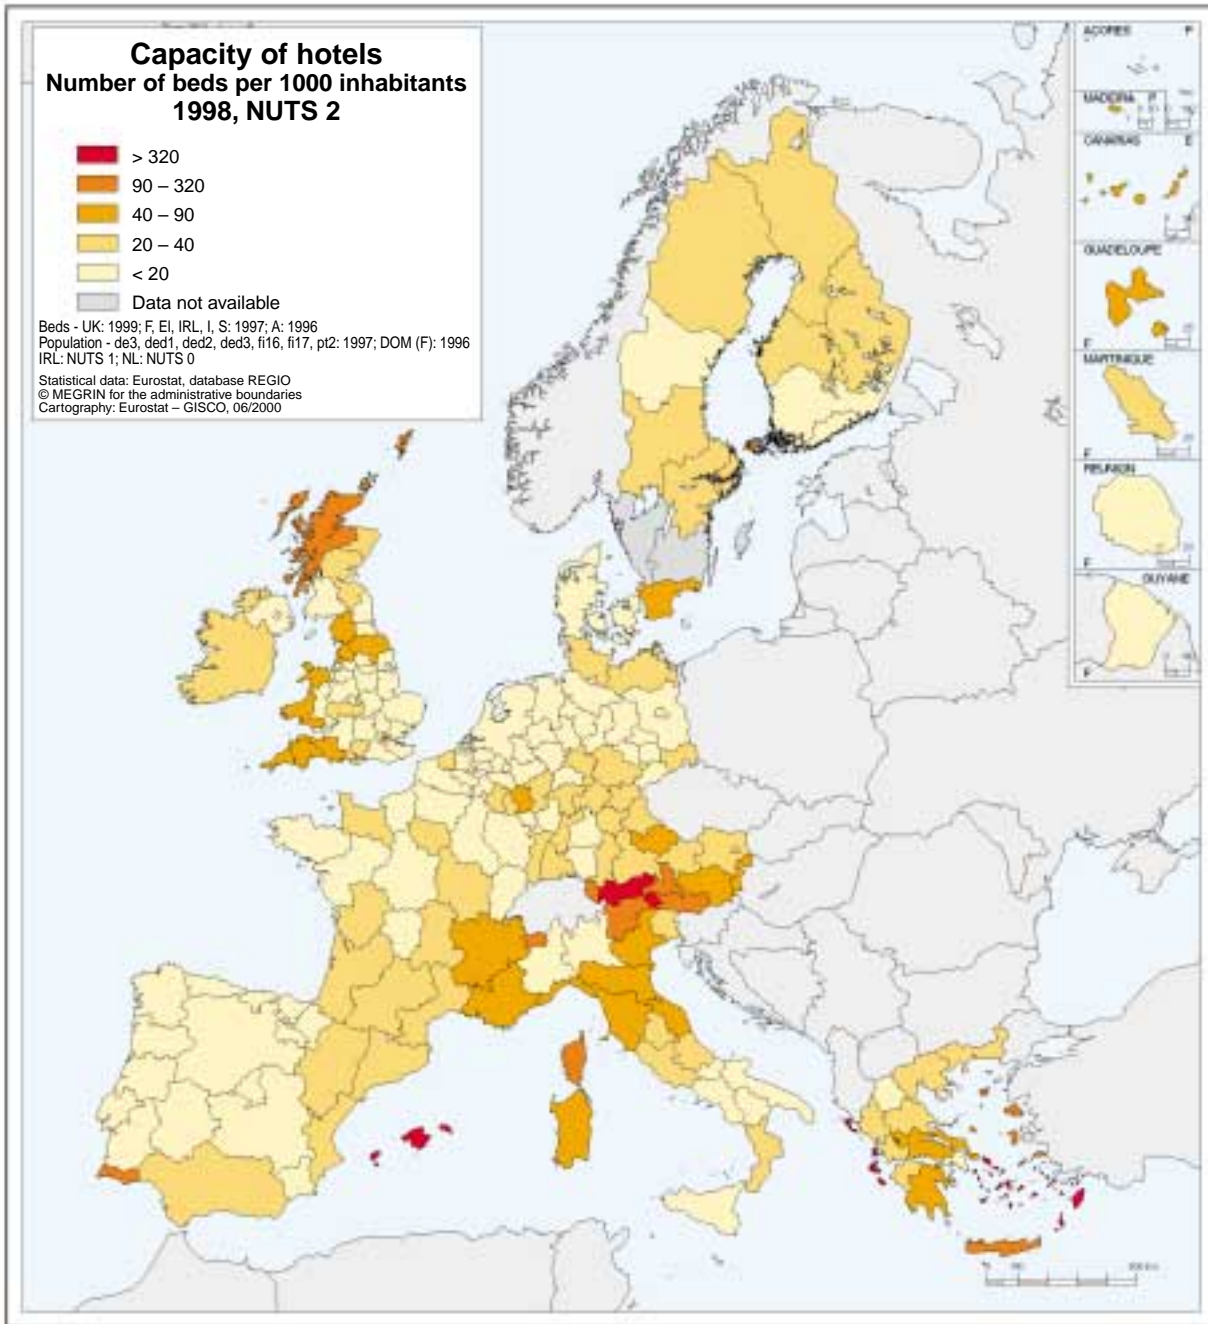 Capacity of hotels
Number of beds per 1000 inhabitants
1998, NUTS 2
> 320
90 – 320
40 – 90
20 – 40
< 20
Data not available
Beds - UK: 1999; F, El, IRL, I, S: 1997; A: 1996
Population - de3, ded1, ded2, ded3, fi16, fi17, pt2: 1997; DOM (F): 1996
IRL: NUTS 1; NL: NUTS 0
Statistical data: Eurostat, database REGIO
© MEGRIN for the administrative boundaries
Cartography: Eurostat – GISCO, 06/2000
AÇORES P
MADEIRA P
CANARIAS E
GUADELOUPE
F
MARTINIQUE
F
REUNION
F
GUYANE
F